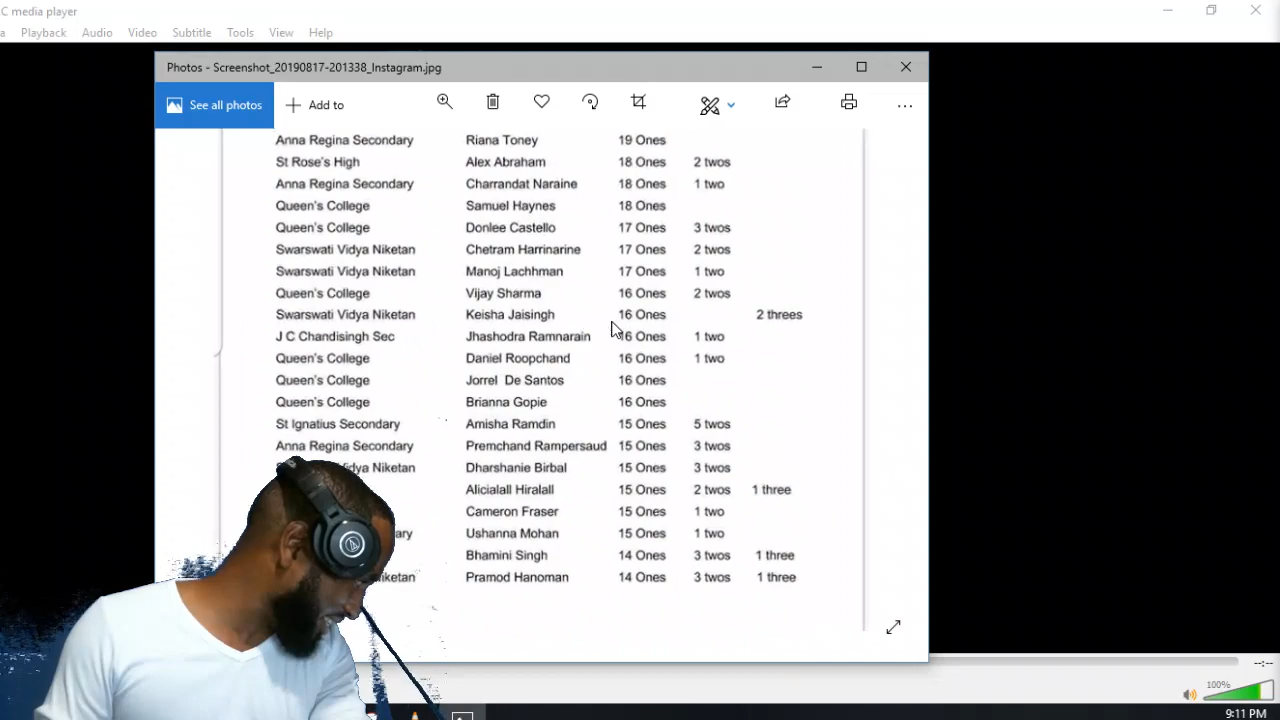 C media player
a Playback Audio Video Subtitle Tools View Help
Photos - Screenshot_20190817-201338_Instagram.jpg
See all photos Add to
Anna Regina Secondary Riana Toney 19 Ones
St Rose's High Alex Abraham 18 Ones 2 twos
Anna Regina Secondary Charrandat Naraine 18 Ones 1 two
Queen's College Samuel Haynes 18 Ones
Queen's College Donlee Castello 17 Ones 3 twos
Swarswati Vidya Niketan Chetram Harrinarine 17 Ones 2 twos
Swarswati Vidya Niketan Manoj Lachhman 17 Ones 1 two
Queen's College Vijay Sharma 16 Ones 2 twos
Swarswati Vidya Niketan Keisha Jaisingh 16 Ones 2 threes
J C Chandisingh Sec Jhashodra Ramnarain 16 Ones 1 two
Queen's College Daniel Roopchand 16 Ones 1 two
Queen's College Jorrel De Santos 16 Ones
Queen's College Brianna Gopie 16 Ones
St Ignatius Secondary Amisha Ramdin 15 Ones 5 twos
Anna Regina Secondary Premchand Rampersaud 15 Ones 3 twos
Vidya Niketan Dharshanie Birbal 15 Ones 3 twos
Alicialall Hiralall 15 Ones 2 twos 1 three
Cameron Fraser 15 Ones 1 two
ary Ushanna Mohan 15 Ones 1 two
Bhamini Singh 14 Ones 3 twos 1 three
iketan Pramod Hanoman 14 Ones 3 twos 1 three
--:--
100%
9:11 PM